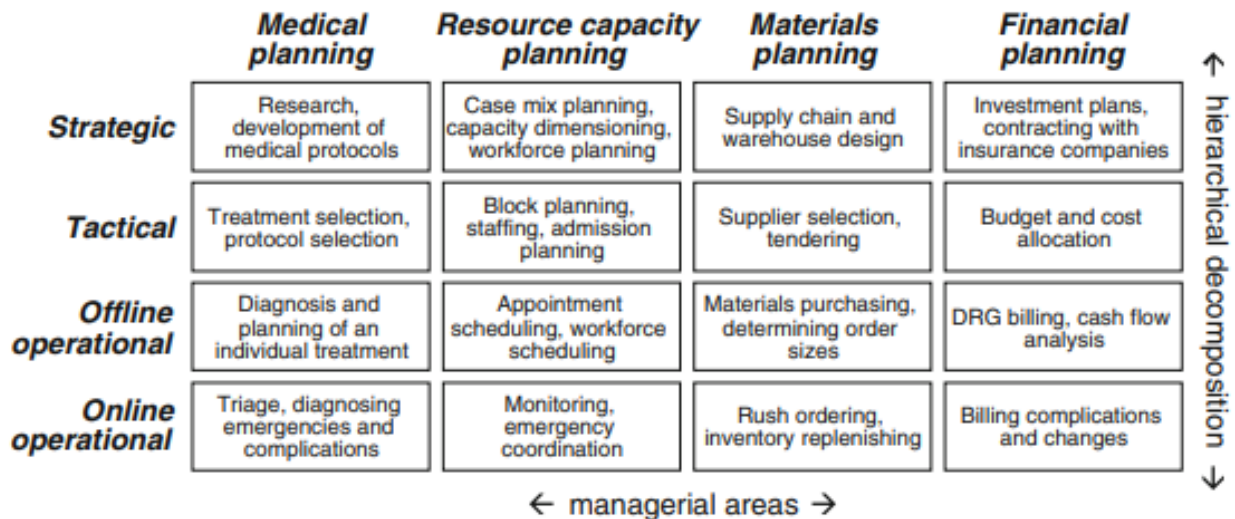 Medical
planning
Resource capacity
planning
Materials
planning
Financial
planning
Strategic
Research,
development of
medical protocols
Case mix planning,
capacity dimensioning,
workforce planning
Supply chain and
warehouse design
Investment plans,
contracting with
insurance companies
Tactical
Treatment selection,
protocol selection
Block planning,
staffing, admission
planning
Supplier selection,
tendering
Budget and cost
allocation
Offline
operational
Diagnosis and
planning of an
individual treatment
Appointment
scheduling, workforce
scheduling
Materials purchasing,
determining order
sizes
DRG billing, cash flow
analysis
Online
operational
Triage, diagnosing
emergencies and
complications
Monitoring,
emergency
coordination
Rush ordering,
inventory replenishing
Billing complications
and changes
← hierarchical decomposition →
← managerial areas →